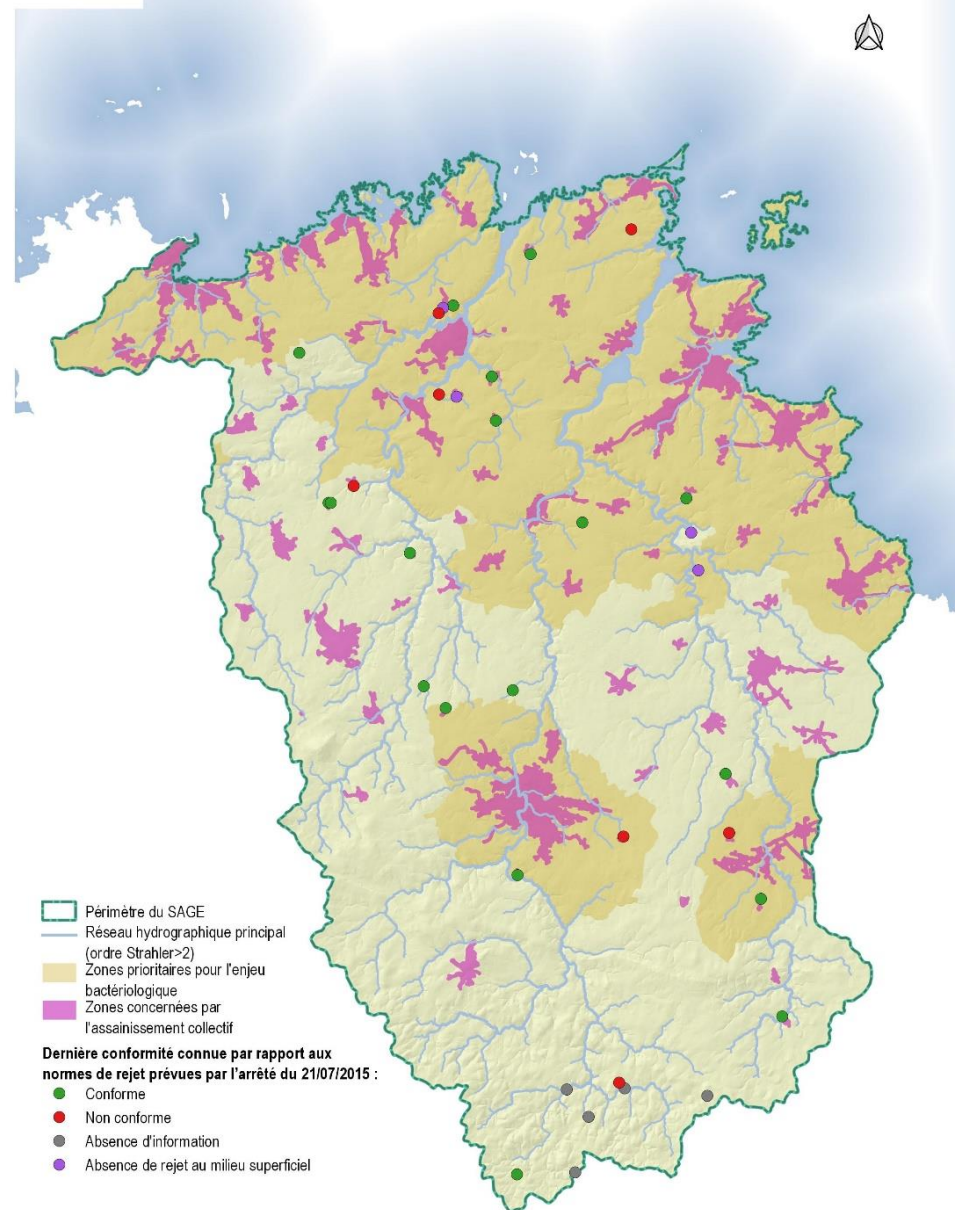 Périmètre du SAGE
Réseau hydrographique principal
(ordre Strahler>2)
Zones prioritaires pour l'enjeu
bactériologique
Zones concernées par
l'assainissement collectif
Dernière conformité connue par rapport aux
normes de rejet prévues par l'arrêté du 21/07/2015 :
Conforme
Non conforme
Absence d'information
Absence de rejet au milieu superficiel